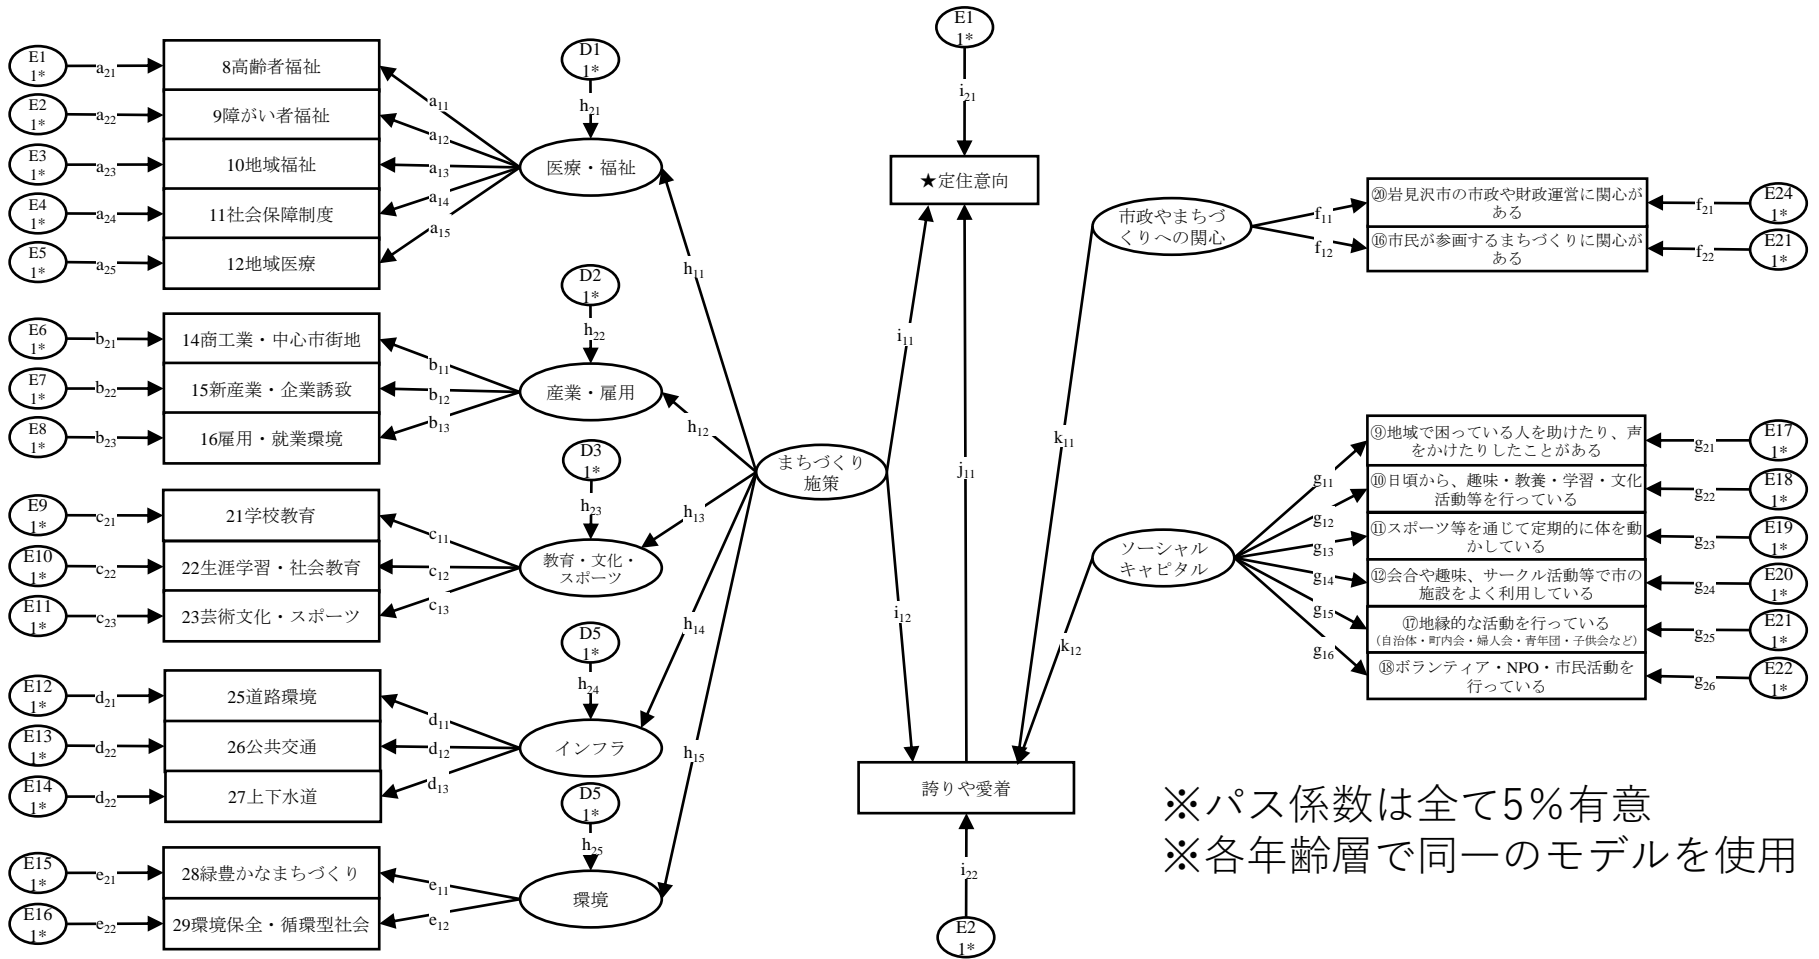 E1
1*
a21
8高齢者福祉
E2
1*
a22
9障がい者福祉
E3
1*
a23
10地域福祉
E4
1*
a24
11社会保障制度
E5
1*
a25
12地域医療
a11
a12
a13
a14
a15
D1
1*
h21
医療・福祉
E6
1*
b21
14商工業・中心市街地
E7
1*
b22
15新産業・企業誘致
E8
1*
b23
16雇用・就業環境
b11
b12
b13
D2
1*
h22
産業・雇用
E9
1*
c21
21学校教育
E10
1*
c22
22生涯学習・社会教育
E11
1*
c23
23芸術文化・スポーツ
c11
c12
c13
D3
1*
h23
教育・文化・
スポーツ
E12
1*
d21
25道路環境
E13
1*
d22
26公共交通
E14
1*
d22
27上下水道
d11
d12
d13
D5
1*
h24
インフラ
E15
1*
e21
28緑豊かなまちづくり
E16
1*
e22
29環境保全・循環型社会
e11
e12
D5
1*
h25
環境
h11
h12
h13
h14
h15
まちづくり
施策
E1
1*
i21
★定住意向
i11
j11
i12
誇りや愛着
i22
E2
1*
k11
k12
市政やまちづ
くりへの関心
f11
f12
⑳岩見沢市の市政や財政運営に関心が
ある
⑯市民が参画するまちづくりに関心が
ある
f21
f22
E24
1*
E21
1*
ソーシャル
キャピタル
g11
g12
g13
g14
g15
g16
⑨地域で困っている人を助けたり、声
をかけたりしたことがある
⑩日頃から、趣味・教養・学習・文化
活動等を行っている
⑪スポーツ等を通じて定期的に体を動
かしている
⑫会合や趣味、サークル活動等で市の
施設をよく利用している
⑰地縁的な活動を行っている
（自治体・町内会・婦人会・青年団・子供会など）
⑱ボランティア・NPO・市民活動を
行っている
g21
g22
g23
g24
g25
g26
E17
1*
E18
1*
E19
1*
E20
1*
E21
1*
E22
1*
※パス係数は全て5％有意
※各年齢層で同一のモデルを使用